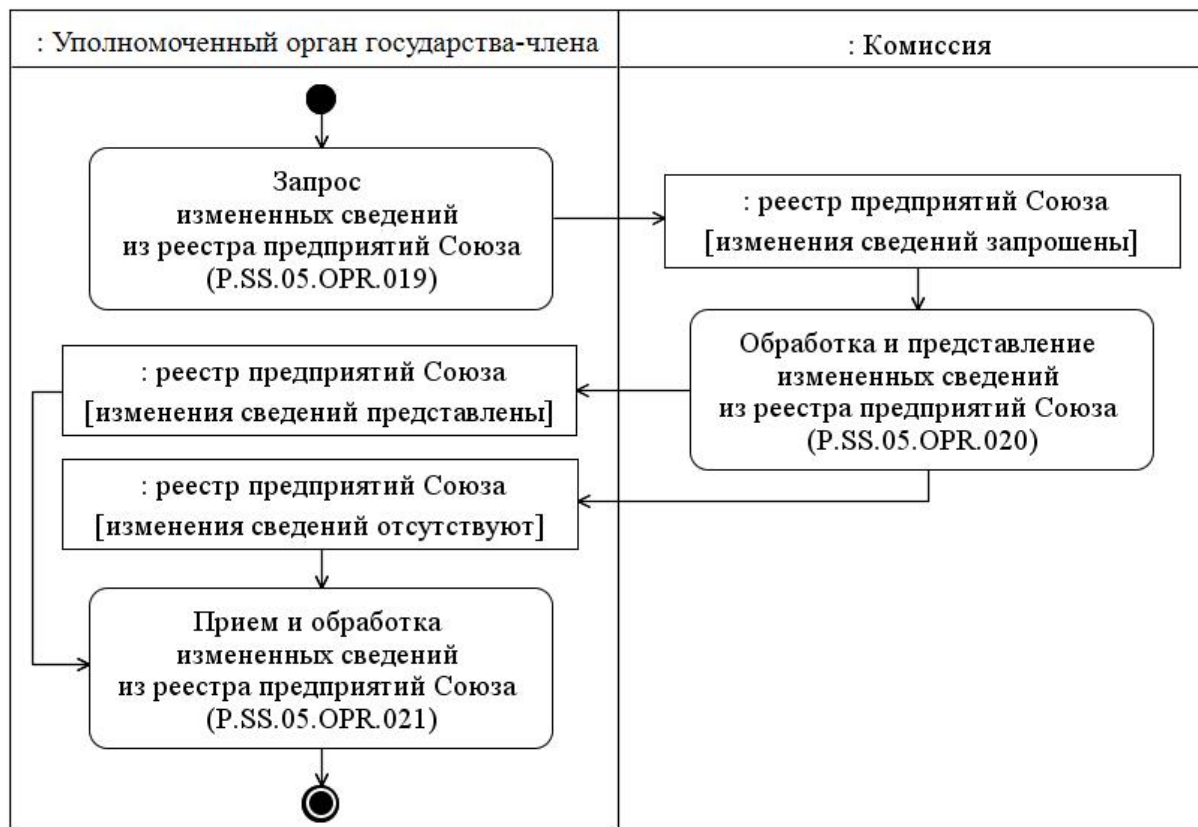 : Уполномоченный орган государства-члена
: Комиссия
Запрос
измененных сведений
из реестра предприятий Союза
(P.SS.05.OPR.019)
: реестр предприятий Союза
[изменения сведений запрошены]
Обработка и представление
измененных сведений
из реестра предприятий Союза
(P.SS.05.OPR.020)
: реестр предприятий Союза
[изменения сведений представлены]
: реестр предприятий Союза
[изменения сведений отсутствуют]
Прием и обработка
измененных сведений
из реестра предприятий Союза
(P.SS.05.OPR.021)